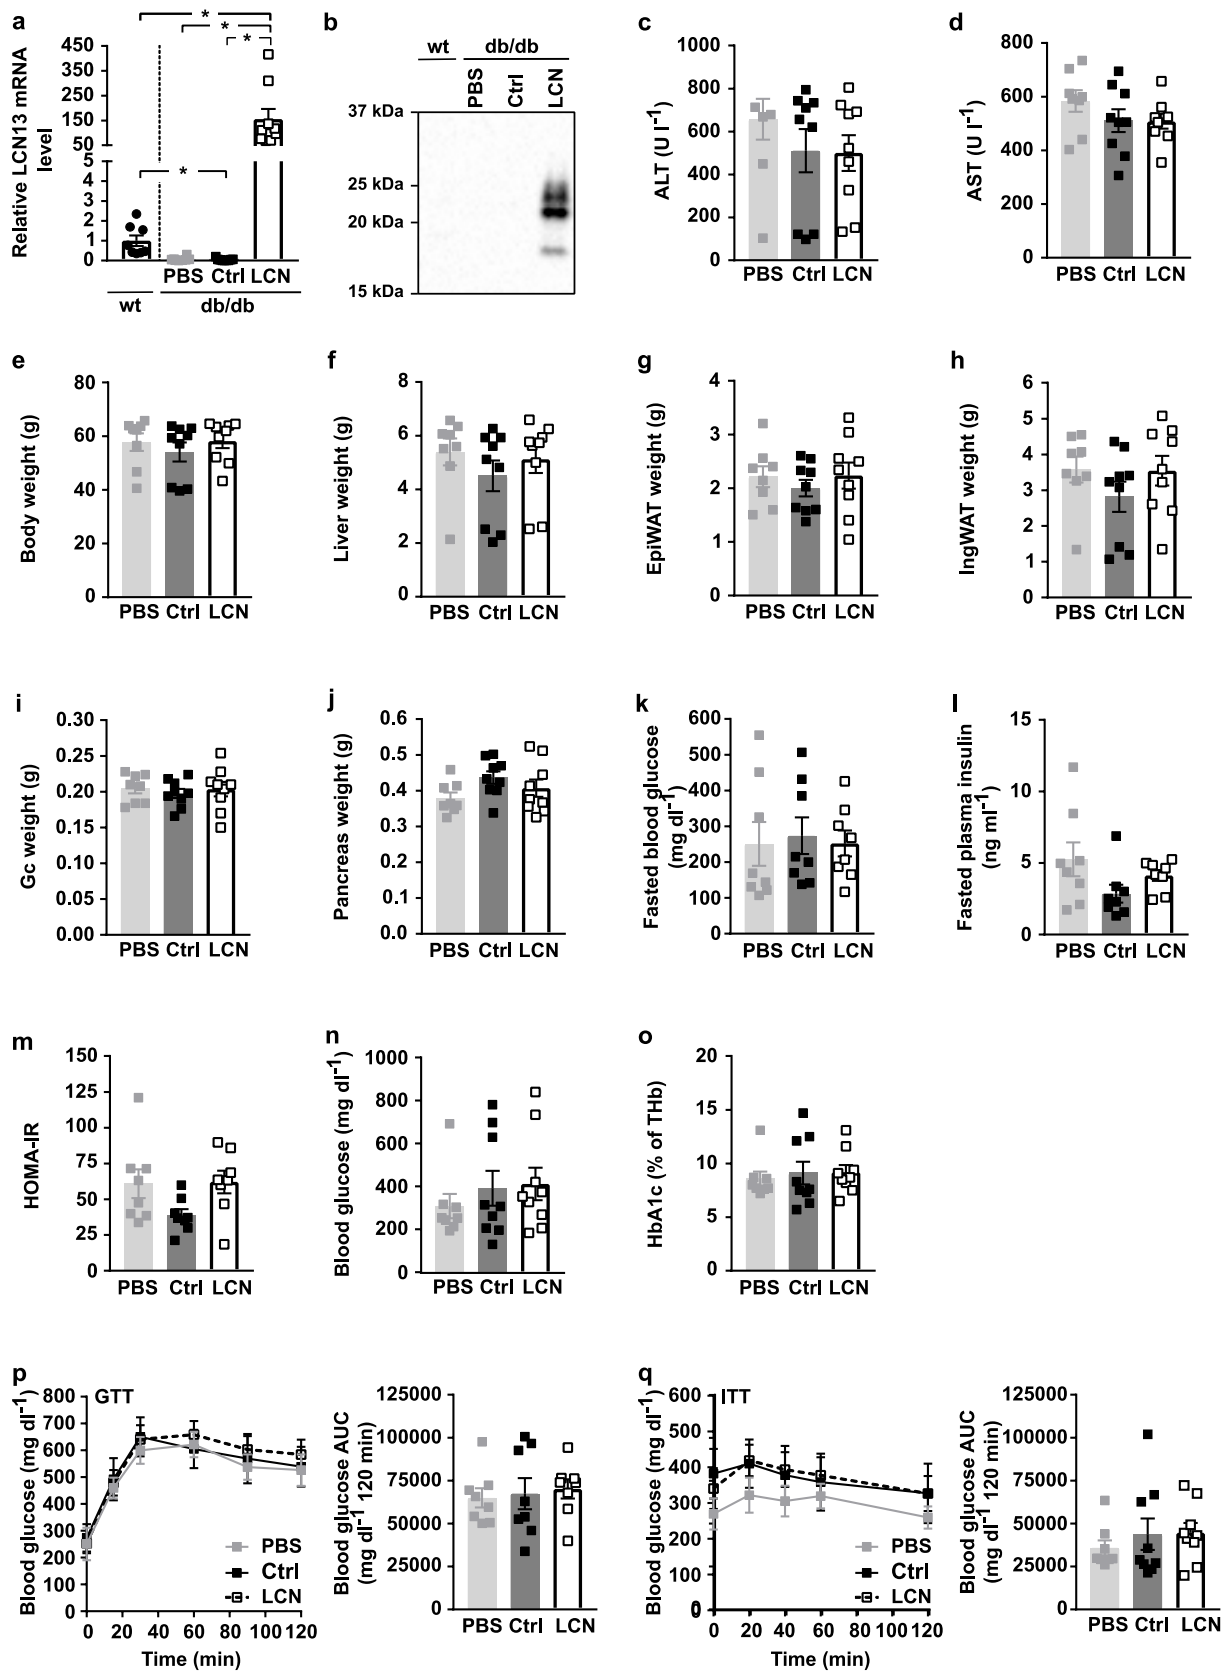 a
Relative LCN13 mRNA
level
450
350
250
150
50
5
4
3
2
1
0
*
*
*
*
PBS Ctrl LCN
wt db/db
b
wt db/db
PBS Ctrl LCN
37 kDa
25 kDa
20 kDa
15 kDa
c
ALT (U l⁻¹)
1000
800
600
400
200
0
PBS Ctrl LCN
d
AST (U l⁻¹)
800
600
400
200
0
PBS Ctrl LCN
e
Body weight (g)
80
60
40
20
0
PBS Ctrl LCN
f
Liver weight (g)
8
6
4
2
0
PBS Ctrl LCN
g
EpiWAT weight (g)
4
3
2
1
0
PBS Ctrl LCN
h
IngWAT weight (g)
6
5
4
3
2
1
0
PBS Ctrl LCN
i
Gc weight (g)
0.30
0.25
0.20
0.15
0.10
0.05
0.00
PBS Ctrl LCN
j
Pancreas weight (g)
0.6
0.5
0.4
0.3
0.2
0.1
0.0
PBS Ctrl LCN
k
Fasted blood glucose
(mg dl⁻¹)
600
500
400
300
200
100
0
PBS Ctrl LCN
l
Fasted plasma insulin
(ng ml⁻¹)
15
10
5
0
PBS Ctrl LCN
m
HOMA-IR
150
125
100
75
50
25
0
PBS Ctrl LCN
n
Blood glucose (mg dl⁻¹)
1000
800
600
400
200
0
PBS Ctrl LCN
o
HbA1c (% of THb)
20
15
10
5
0
PBS Ctrl LCN
p
GTT
Blood glucose (mg dl⁻¹)
800
700
600
500
400
300
200
100
0
PBS
Ctrl
LCN
0 20 40 60 80 100 120
Time (min)
Blood glucose AUC
(mg dl⁻¹ 120 min)
125000
100000
75000
50000
25000
0
PBS Ctrl LCN
q
ITT
Blood glucose (mg dl⁻¹)
600
500
400
300
200
100
0
PBS
Ctrl
LCN
0 20 40 60 80 100 120
Time (min)
Blood glucose AUC
(mg dl⁻¹ 120 min)
125000
100000
75000
50000
25000
0
PBS Ctrl LCN